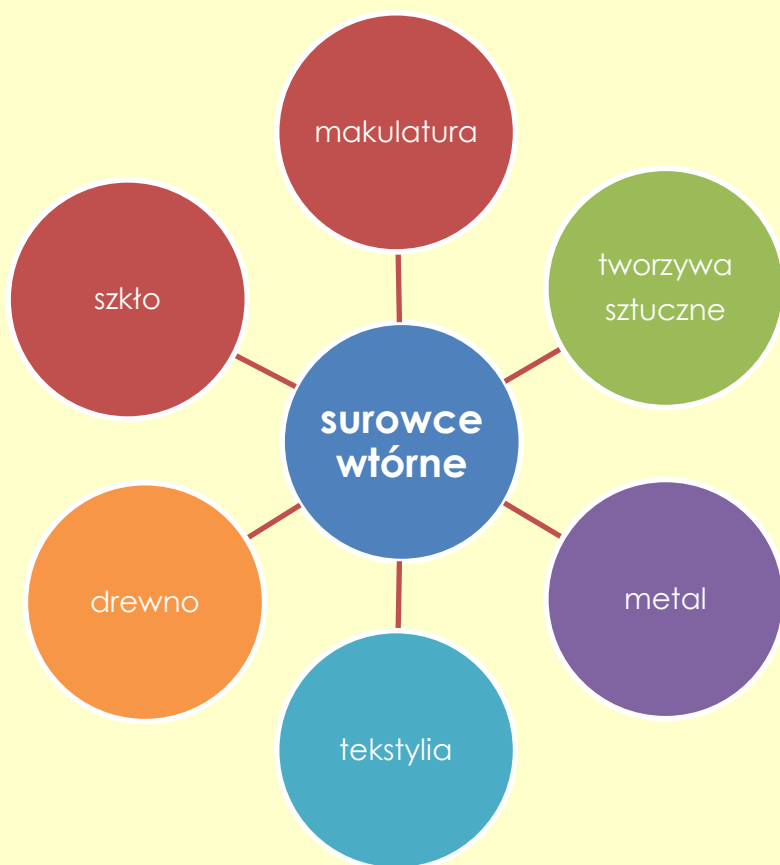 makulatura
tworzywa
sztuczne
szkło
surowce
wtórne
drewno
metal
tekstylia